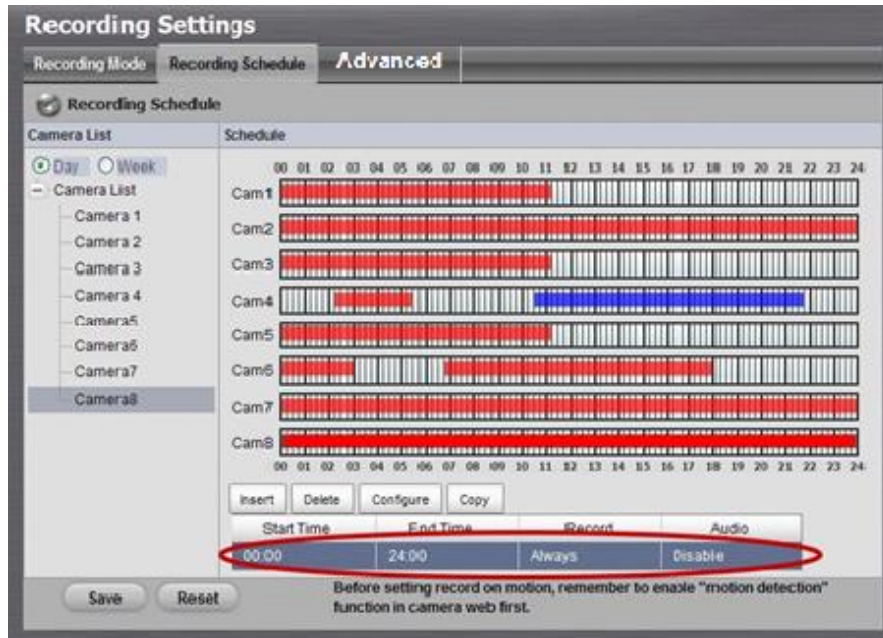 Recording Settings
Recording Mode Recording Schedule Advanced
Recording Schedule
Camera List Schedule
Day Week
Camera List
Camera 1
Camera 2
Camera 3
Camera 4
Camera5
Camera6
Camera7
Camera8
00 01 02 03 04 05 06 07 08 09 10 11 12 13 14 15 16 17 18 19 20 21 22 23 24
Cam1
Cam2
Cam3
Cam4
Cam5
Cam6
Cam7
Cam8
00 01 02 03 04 05 06 07 08 09 10 11 12 13 14 15 16 17 18 19 20 21 22 23 24
Insert Delete Configure Copy
Start Time End Time Record Audio
00:00 24:00 Always Disable
Save Reset
Before setting record on motion, remember to enable "motion detection"
function in camera web first.